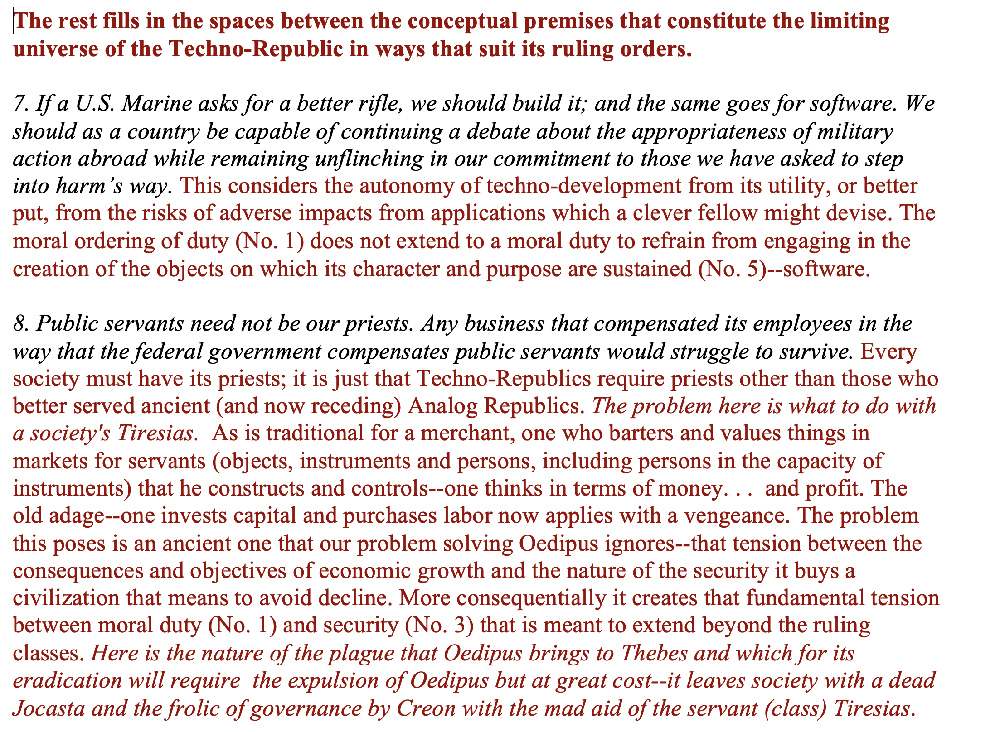 The rest fills in the spaces between the conceptual premises that constitute the limiting
universe of the Techno-Republic in ways that suit its ruling orders.
7. If a U.S. Marine asks for a better rifle, we should build it; and the same goes for software. We
should as a country be capable of continuing a debate about the appropriateness of military
action abroad while remaining unflinching in our commitment to those we have asked to step
into harm’s way. This considers the autonomy of techno-development from its utility, or better
put, from the risks of adverse impacts from applications which a clever fellow might devise. The
moral ordering of duty (No. 1) does not extend to a moral duty to refrain from engaging in the
creation of the objects on which its character and purpose are sustained (No. 5)--software.
8. Public servants need not be our priests. Any business that compensated its employees in the
way that the federal government compensates public servants would struggle to survive. Every
society must have its priests; it is just that Techno-Republics require priests other than those who
better served ancient (and now receding) Analog Republics. The problem here is what to do with
a society's Tiresias.  As is traditional for a merchant, one who barters and values things in
markets for servants (objects, instruments and persons, including persons in the capacity of
instruments) that he constructs and controls--one thinks in terms of money. . .  and profit. The
old adage--one invests capital and purchases labor now applies with a vengeance. The problem
this poses is an ancient one that our problem solving Oedipus ignores--that tension between the
consequences and objectives of economic growth and the nature of the security it buys a
civilization that means to avoid decline. More consequentially it creates that fundamental tension
between moral duty (No. 1) and security (No. 3) that is meant to extend beyond the ruling
classes. Here is the nature of the plague that Oedipus brings to Thebes and which for its
eradication will require  the expulsion of Oedipus but at great cost--it leaves society with a dead
Jocasta and the frolic of governance by Creon with the mad aid of the servant (class) Tiresias.